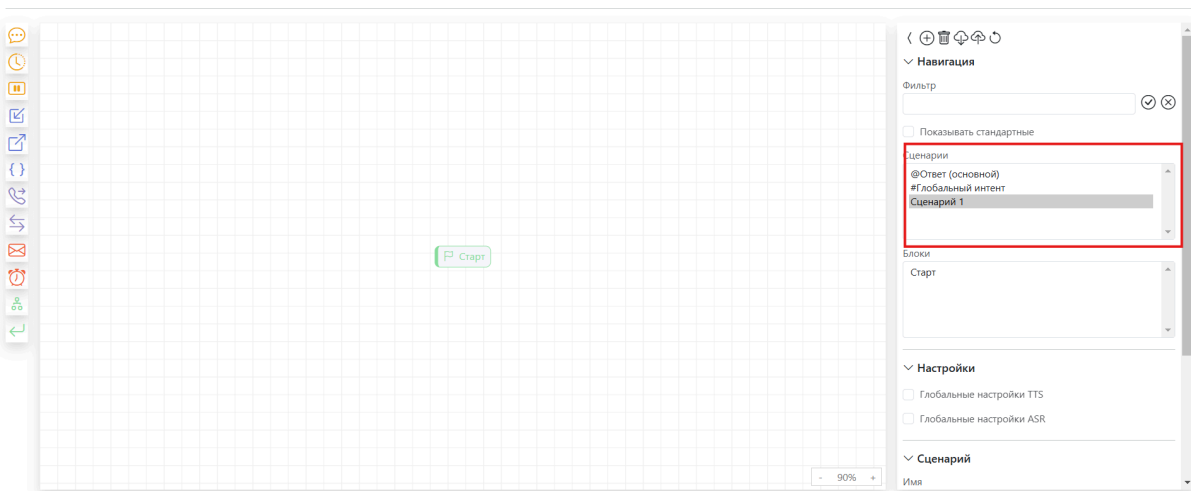 Навигация
Фильтр
Показывать стандартные
Сценарии
@Ответ (основной)
#Глобальный интент
Сценарий 1
Старт
Блоки
Старт
Настройки
Глобальные настройки TTS
Глобальные настройки ASR
Сценарий
- 90% +
Имя